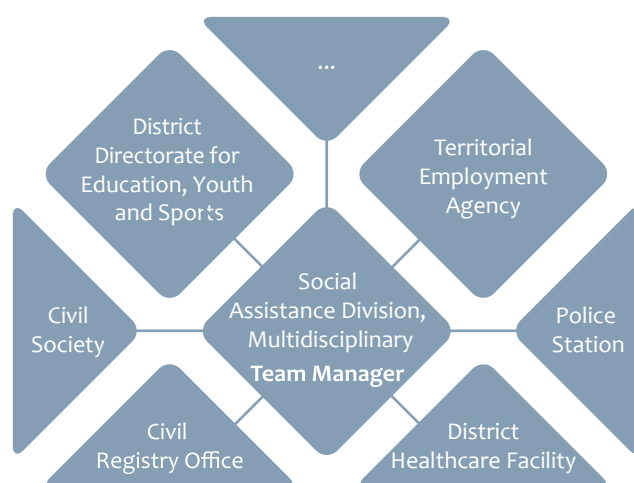 ...
District
Directorate for
Education, Youth
and Sports
Territorial
Employment
Agency
Civil
Society
Social
Assistance Division,
Multidisciplinary
Team Manager
Police
Station
Civil
Registry Office
District
Healthcare Facility